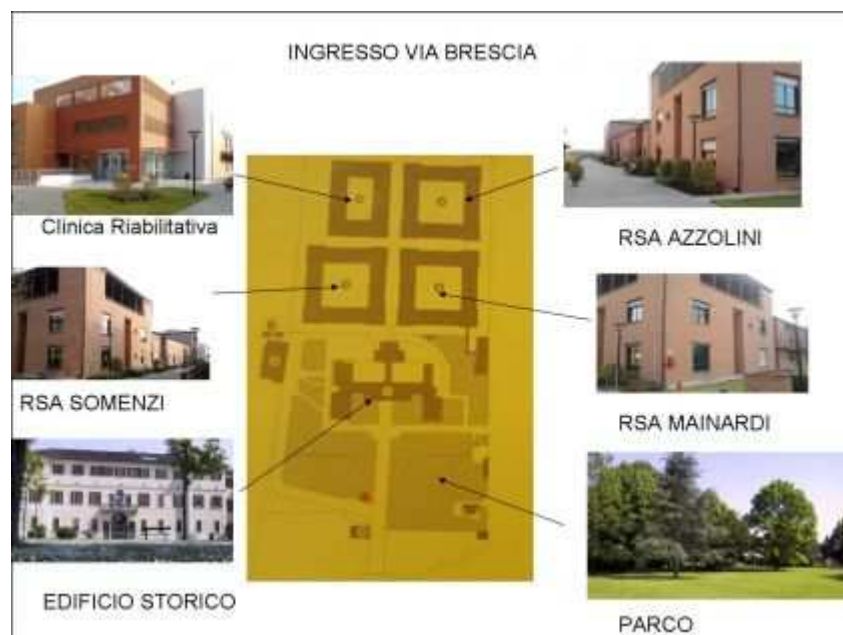 INGRESSO VIA BRESCIA
Clinica Riabilitativa
RSA AZZOLINI
RSA SOMENZI
RSA MAINARDI
EDIFICIO STORICO
PARCO